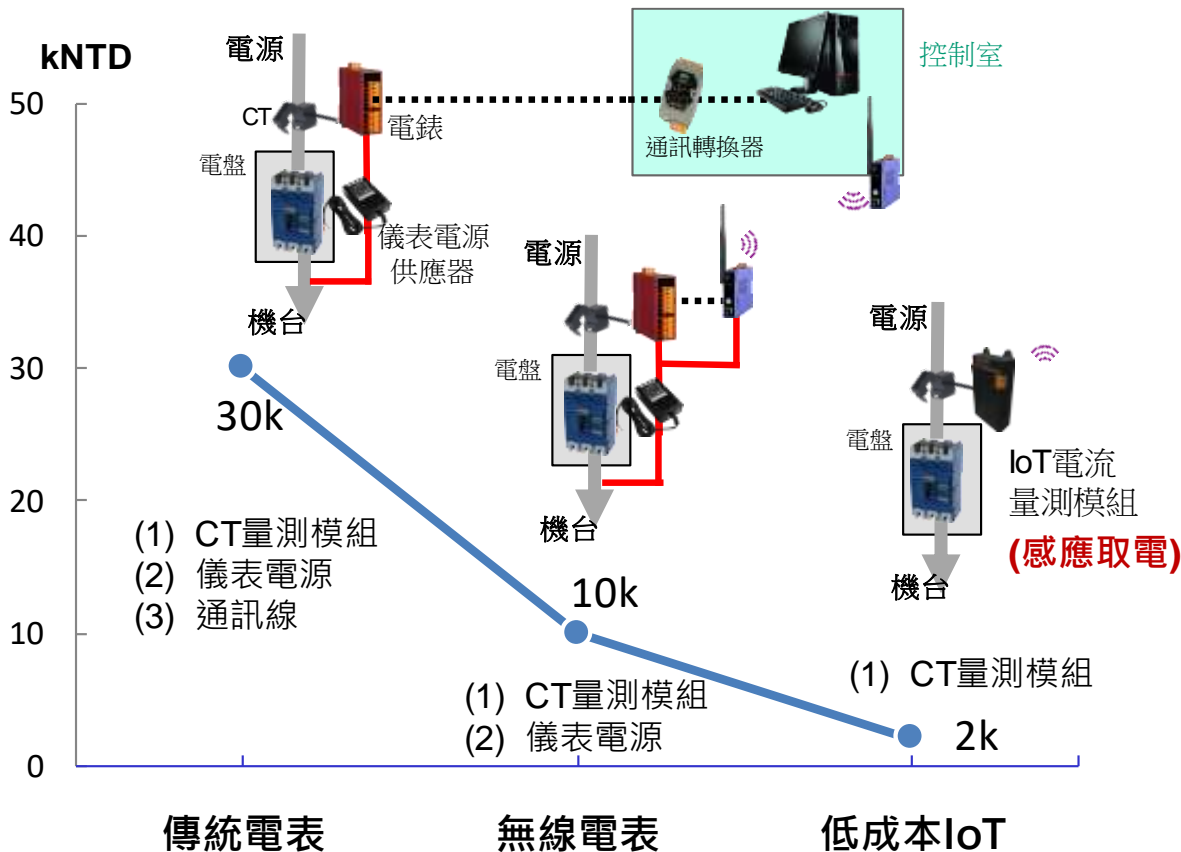 kNTD
50
40
30
20
10
0
電源
CT
電錶
電盤
儀表電源
供應器
機台
控制室
通訊轉換器
30k
(1) CT量測模組
(2) 儀表電源
(3) 通訊線
電源
電盤
機台
10k
(1) CT量測模組
(2) 儀表電源
電源
電盤
IoT電流
量測模組
(感應取電)
機台
(1) CT量測模組
2k
傳統電表
無線電表
低成本IoT